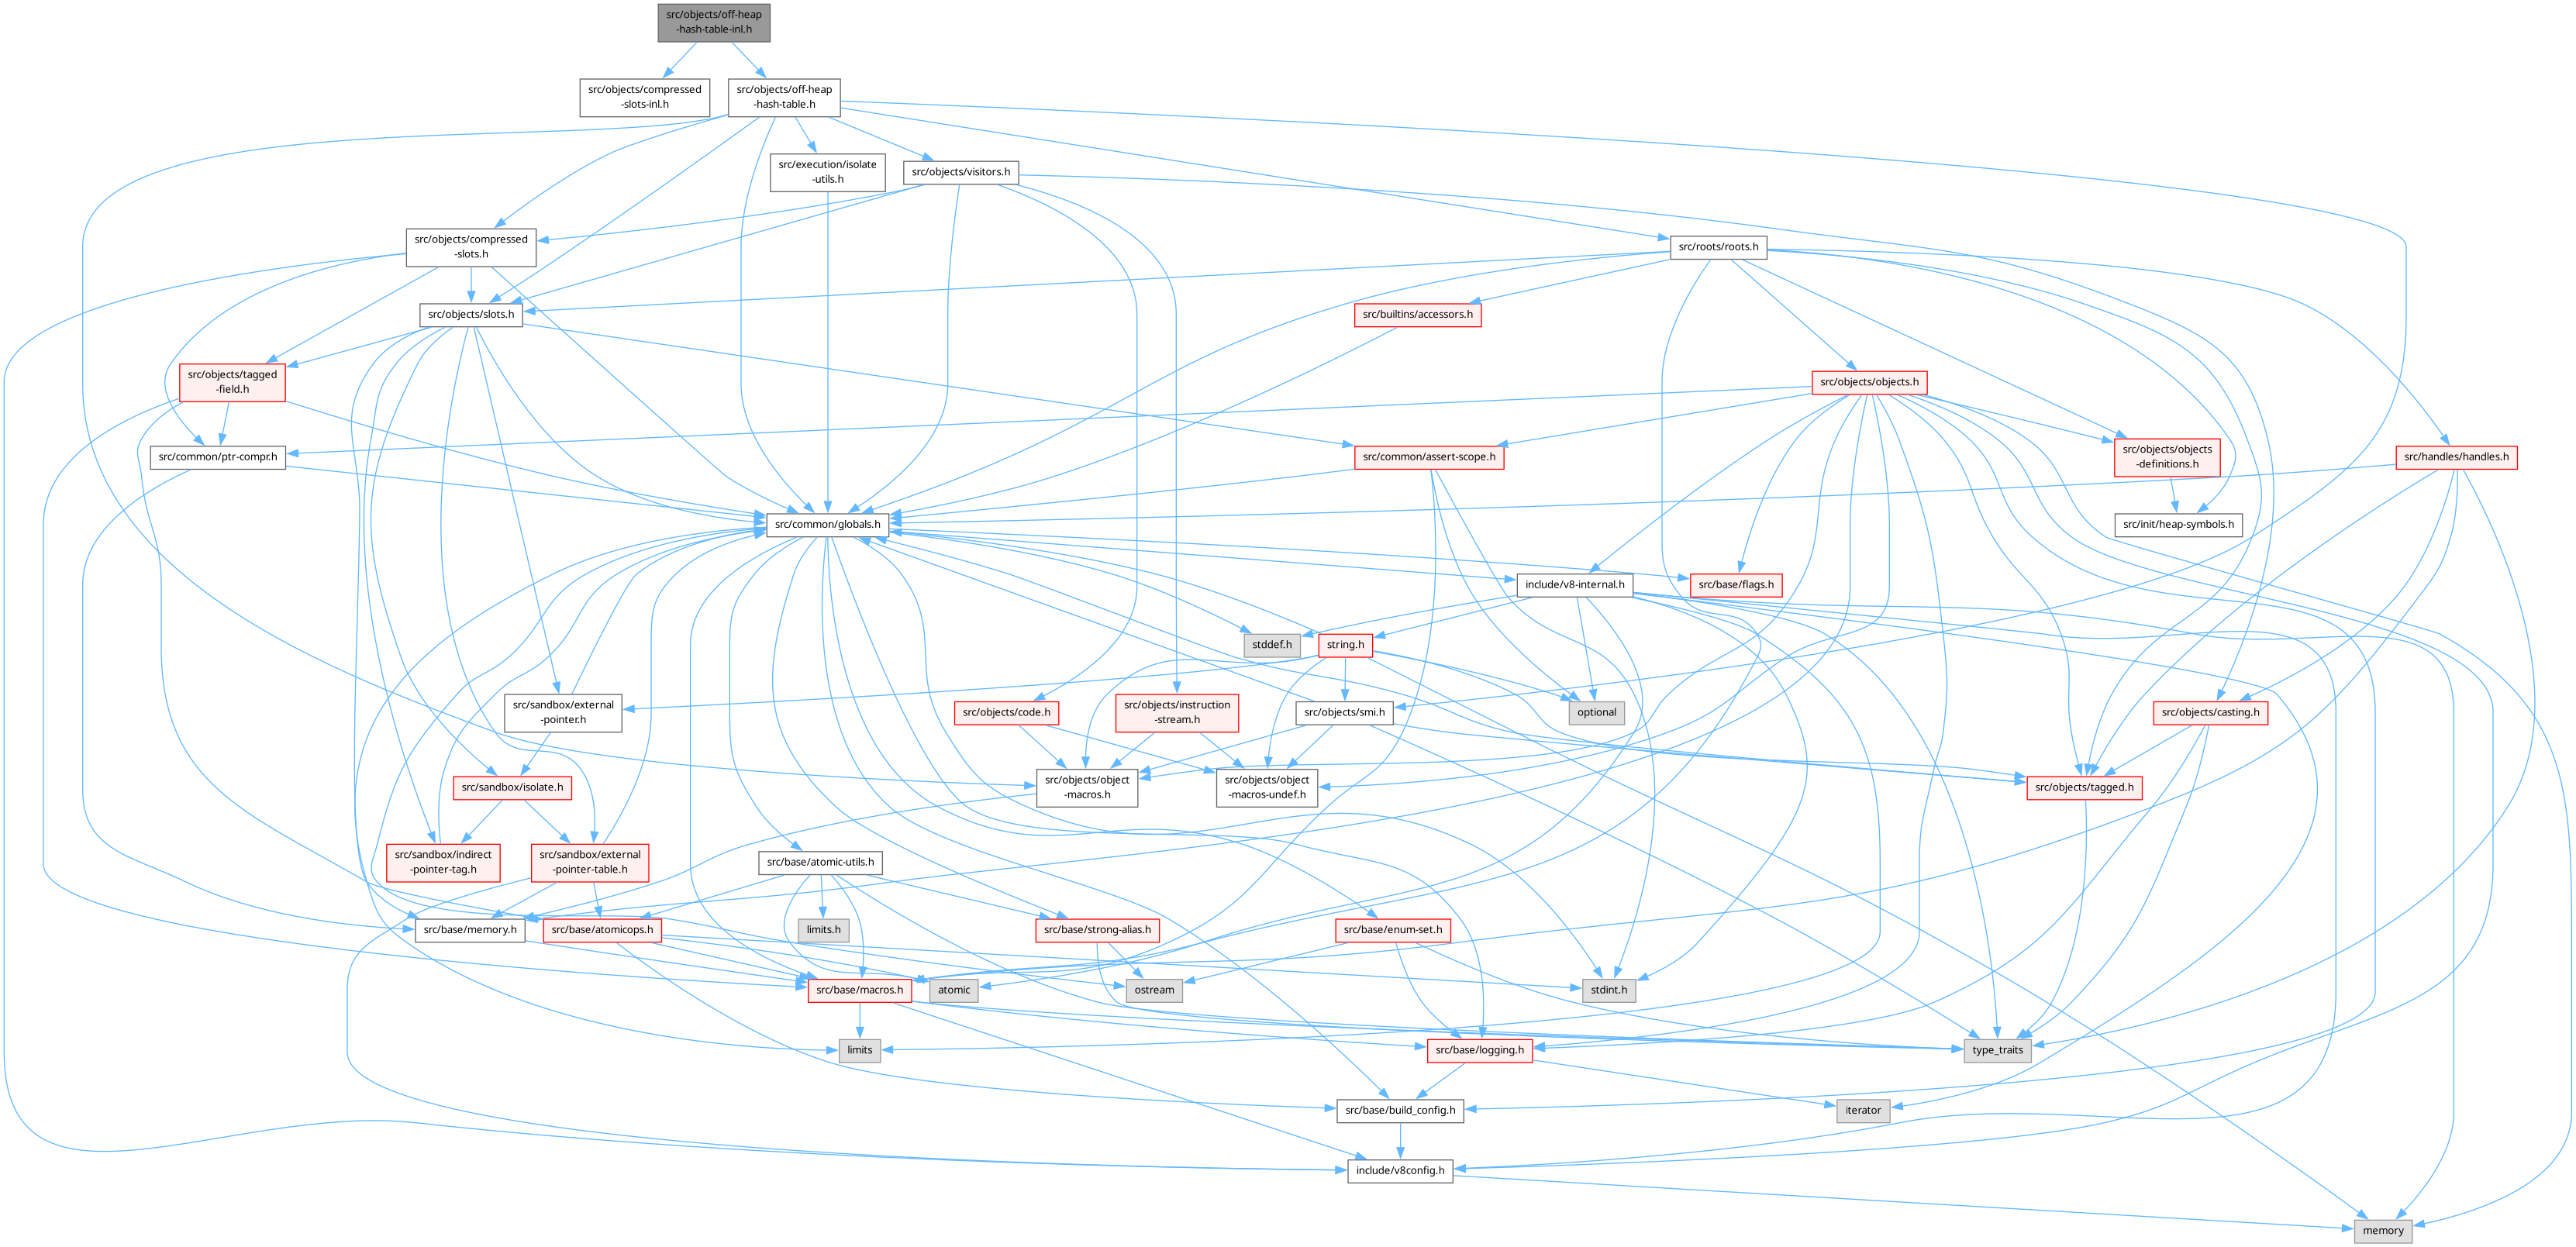 src/objects/off-heap
-hash-table-inl.h
src/objects/compressed
-slots-inl.h
src/objects/off-heap
-hash-table.h
src/execution/isolate
-utils.h
src/objects/visitors.h
src/objects/compressed
-slots.h
src/roots/roots.h
src/objects/slots.h
src/builtins/accessors.h
src/objects/tagged
-field.h
src/objects/objects.h
src/common/ptr-compr.h
src/common/assert-scope.h
src/objects/objects
-definitions.h
src/handles/handles.h
src/common/globals.h
src/init/heap-symbols.h
include/v8-internal.h
src/base/flags.h
stddef.h
string.h
src/sandbox/external
-pointer.h
src/objects/code.h
src/objects/instruction
-stream.h
src/objects/smi.h
optional
src/objects/casting.h
src/sandbox/isolate.h
src/objects/object
-macros.h
src/objects/object
-macros-undef.h
src/objects/tagged.h
src/sandbox/indirect
-pointer-tag.h
src/sandbox/external
-pointer-table.h
src/base/atomic-utils.h
src/base/memory.h
src/base/atomicops.h
limits.h
src/base/strong-alias.h
src/base/enum-set.h
src/base/macros.h
atomic
ostream
stdint.h
limits
src/base/logging.h
type_traits
src/base/build_config.h
iterator
include/v8config.h
memory